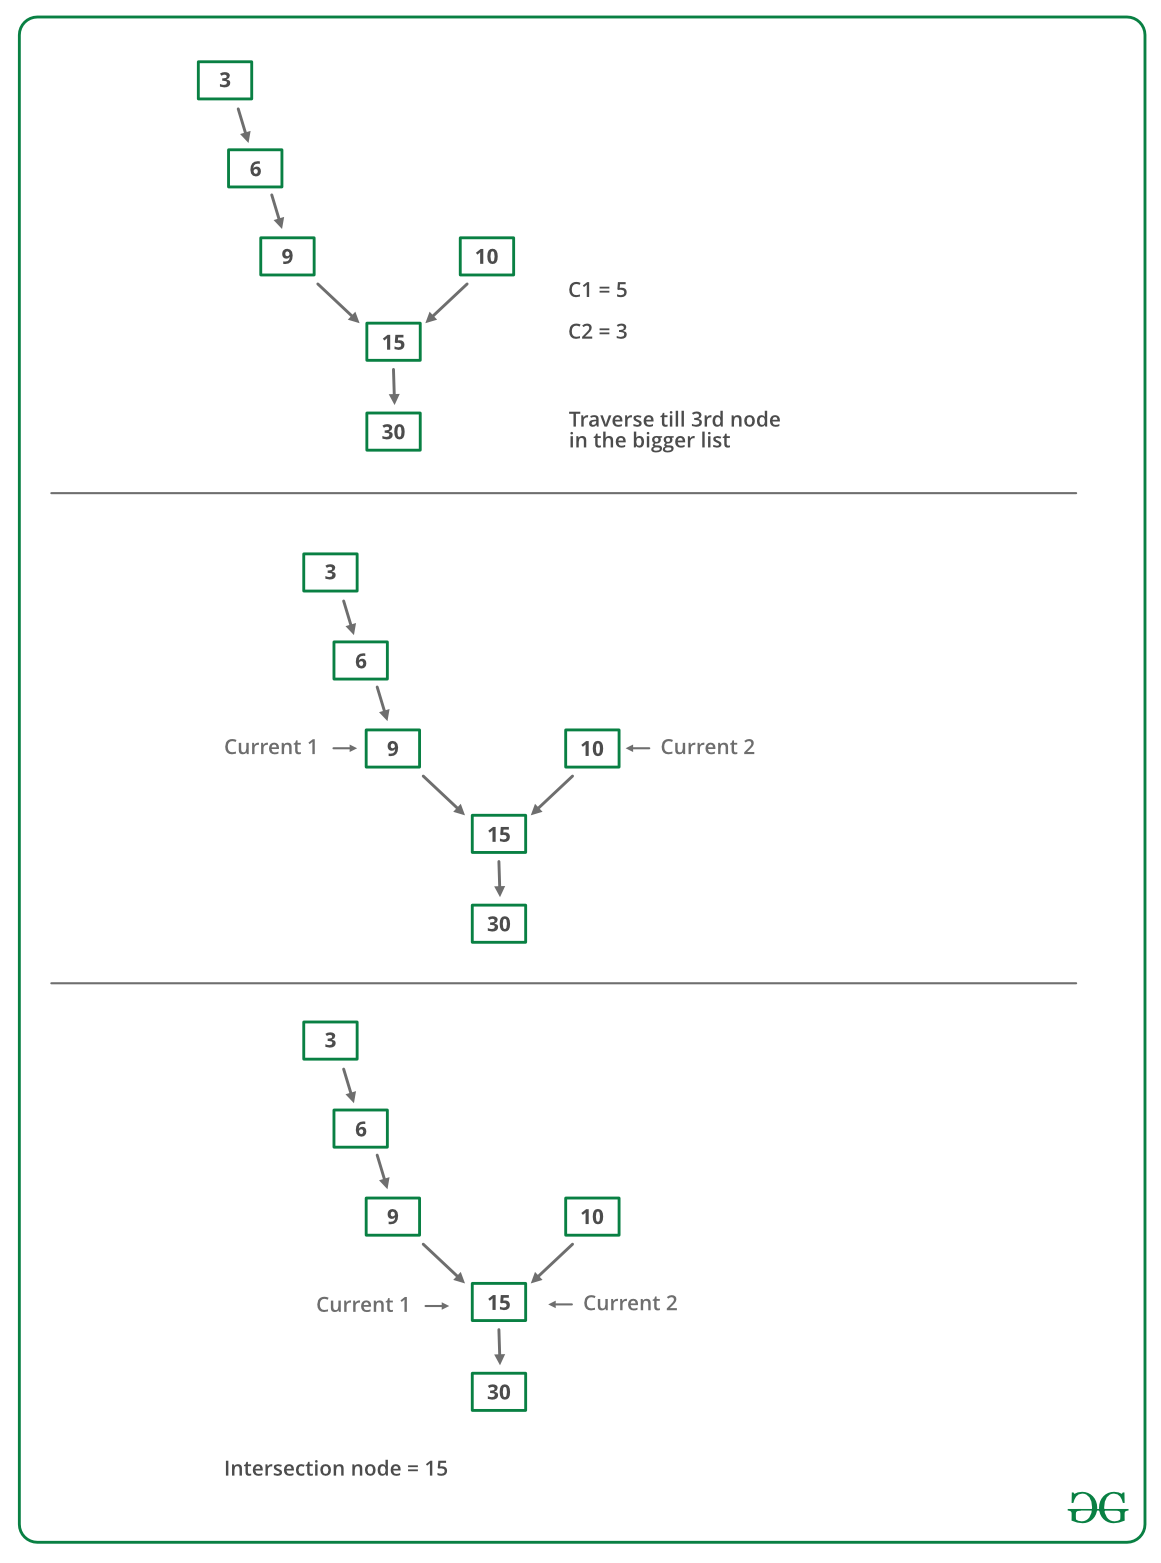 3
6
9 10
C1 = 5
C2 = 3
15
Traverse till 3rd node
30
in the bigger list
3
6
Current 1 9 10 Current 2
15
30
3
6
9 10
Current 1 15 Current 2
30
Intersection node = 15
GG